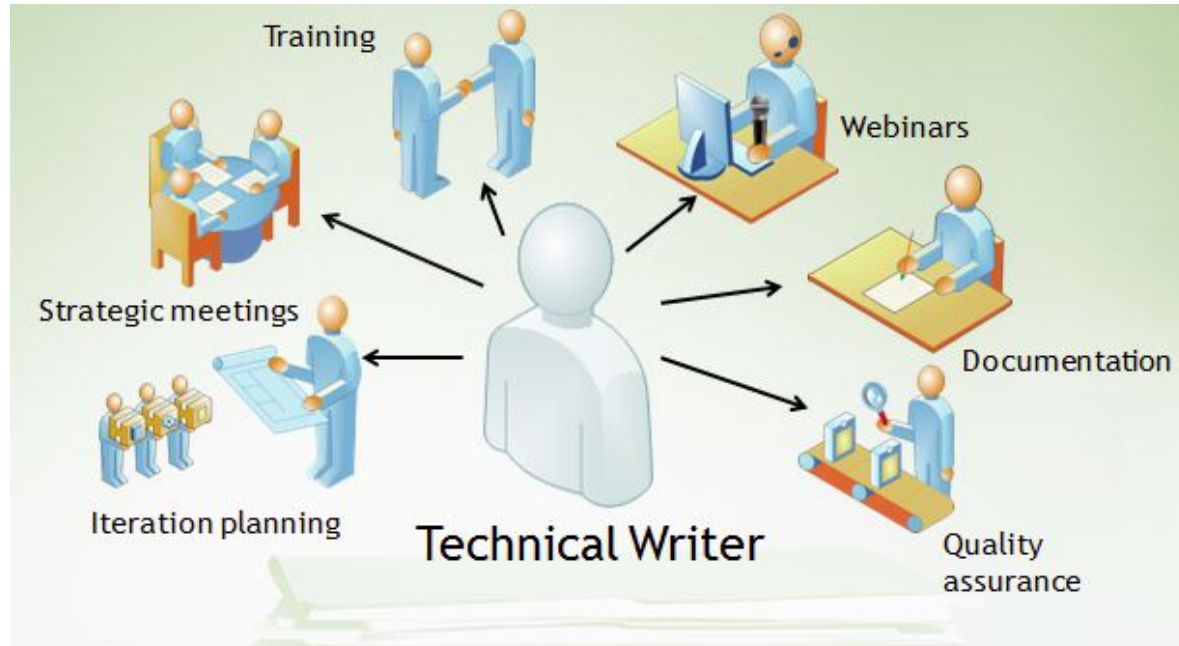 Training
Webinars
Strategic meetings
Documentation
Iteration planning
Technical Writer
Quality
assurance